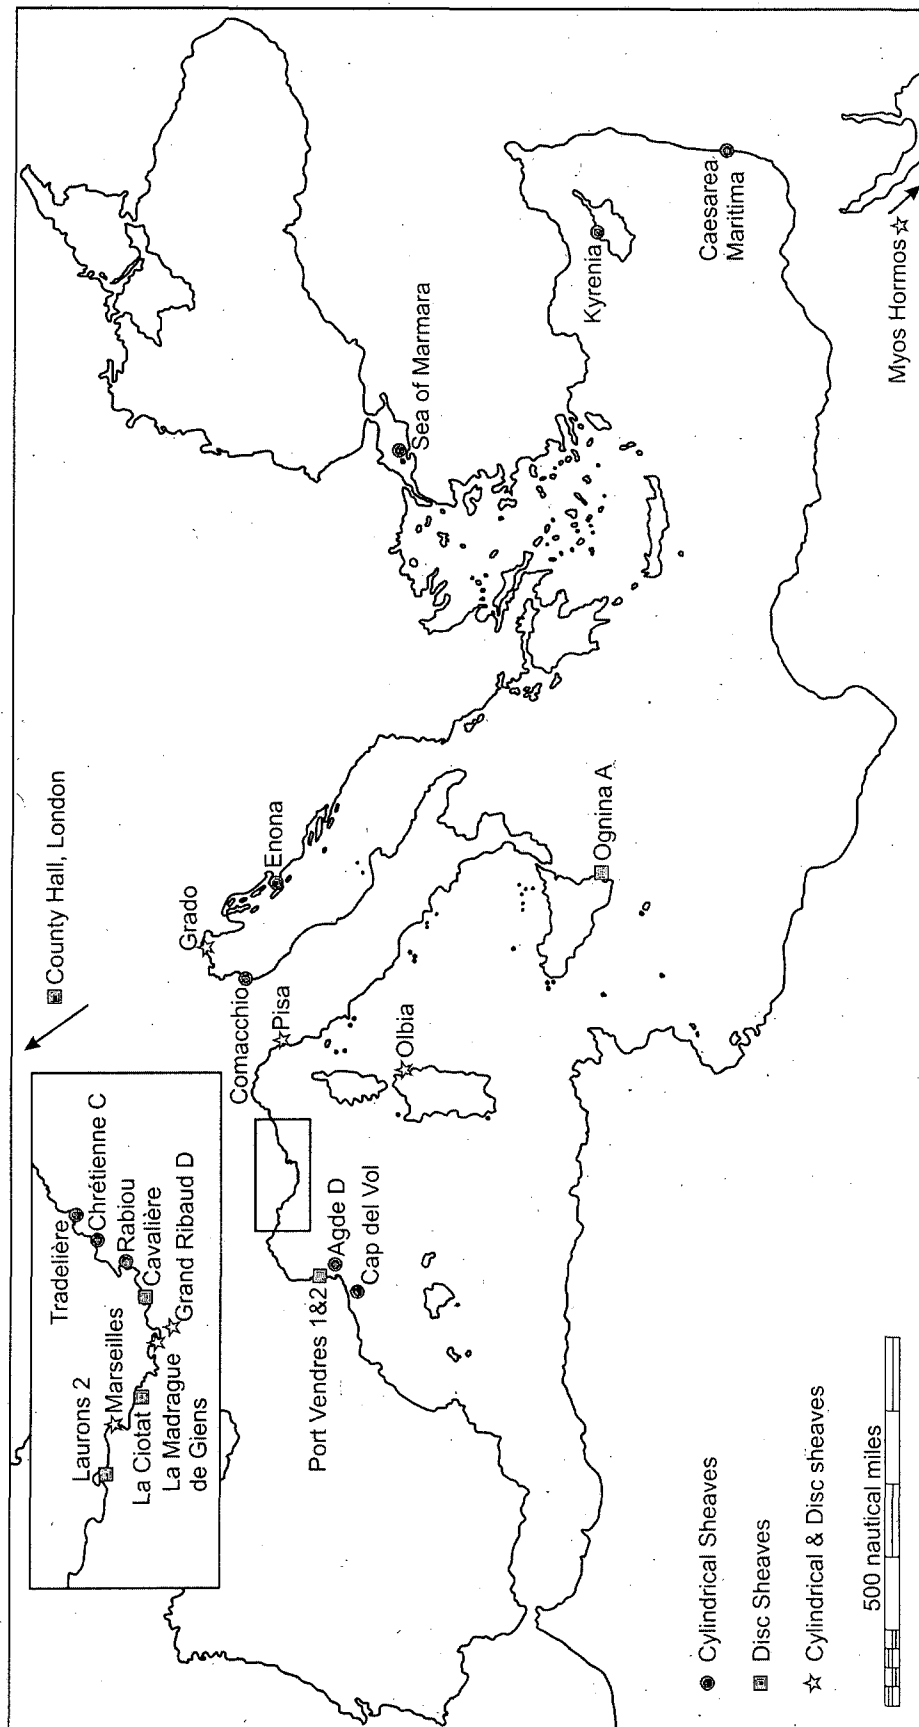 County Hall, London
Tradelière
Chrétienne C
Rabiou
Cavalière
Grand Ribaud D
Laurons 2
Marseilles
La Ciotat
La Madrague
de Giens
Grado
Enona
Comacchio
Pisa
Olbia
Ognina A
Port Vendres 1&2
Agde D
Cap del Vol
Sea of Marmara
Kyrenia
Caesarea
Maritima
Myos Hormos
Cylindrical Sheaves
Disc Sheaves
Cylindrical & Disc sheaves
500 nautical miles